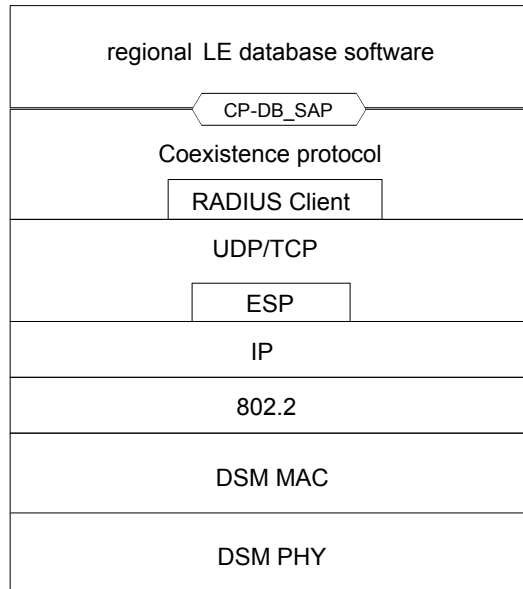 regional LE database software
CP-DB_SAP
Coexistence protocol
RADIUS Client
UDP/TCP
ESP
IP
802.2
DSM MAC
DSM PHY